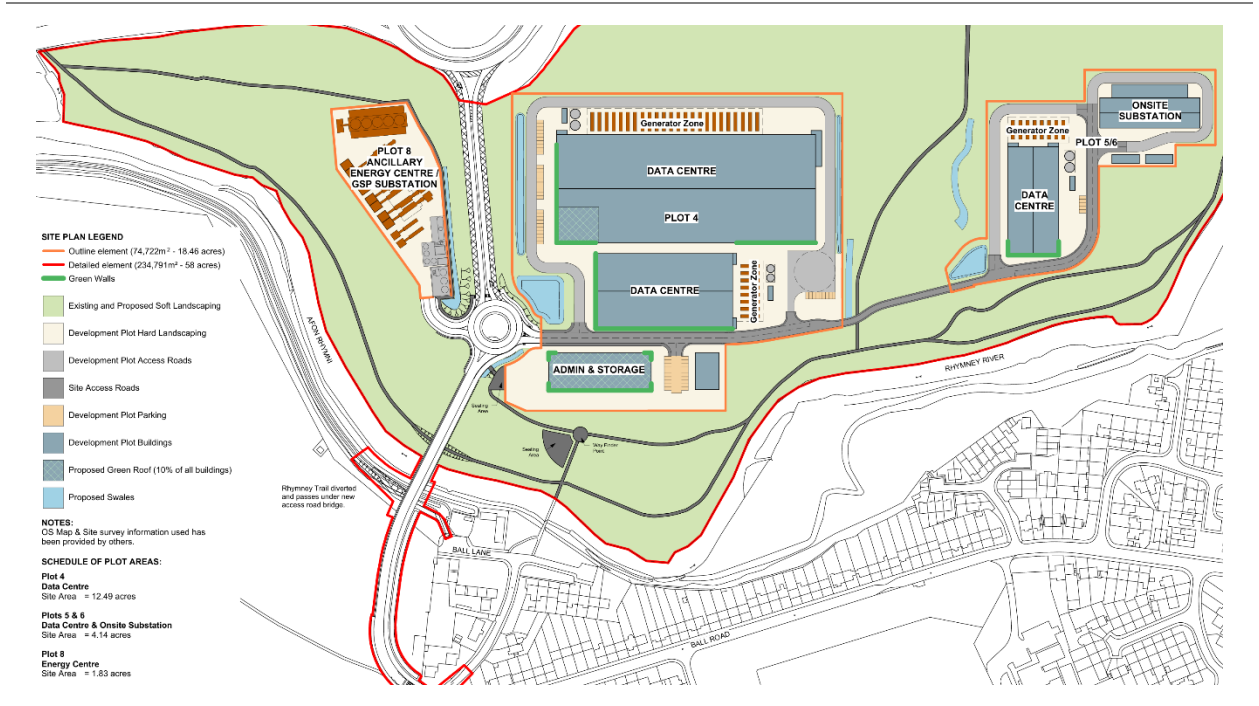 Generator Zone
DATA CENTRE
PLOT 4
DATA CENTRE
Generator Zone
ADMIN & STORAGE
PLOT 8
ANCILLARY
ENERGY CENTRE /
GSP SUBSTATION
ONSITE
SUBSTATION
Generator Zone
PLOT 5/6
DATA
CENTRE
SITE PLAN LEGEND
Outline element (74,722m² - 18.46 acres)
Detailed element (234,791m² - 58 acres)
Green Walls
Existing and Proposed Soft Landscaping
Development Plot Hard Landscaping
Development Plot Access Roads
Site Access Roads
Development Plot Parking
Development Plot Buildings
Proposed Green Roof (10% of all buildings)
Proposed Swales
NOTES:
OS Map & Site survey information used has
been provided by others.
SCHEDULE OF PLOT AREAS:
Plot 4
Data Centre
Site Area = 12.49 acres
Plots 5 & 6
Data Centre & Onsite Substation
Site Area = 4.14 acres
Plot 8
Energy Centre
Site Area = 1.83 acres
AFON RHYMNI
RHYMNEY RIVER
Seating
Area
Seating
Area
Way Finder
Point
Rhymney Trail diverted
and passes under new
access road bridge.
BALL LANE
BALL ROAD